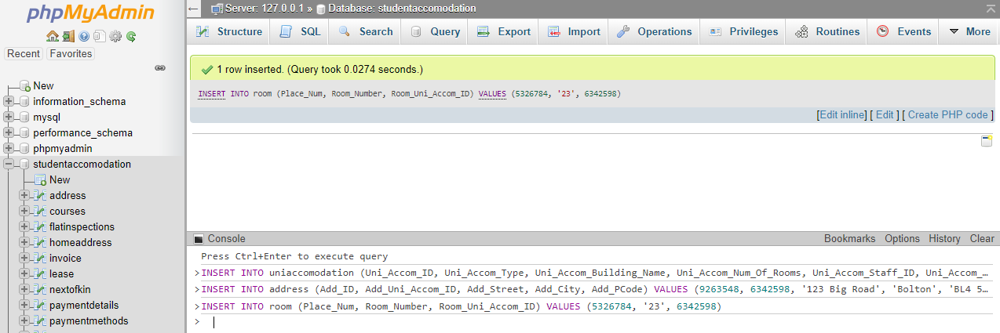 phpMyAdmin
Recent Favorites
New
information_schema
mysql
performance_schema
phpmyadmin
studentaccomodation
New
address
courses
flatinspections
homeaddress
invoice
lease
nextofkin
paymentdetails
paymentmethods
← Server: 127.0.0.1 » Database: studentaccomodation
Structure SQL Search Query Export Import Operations Privileges Routines Events More
1 row inserted. (Query took 0.0274 seconds.)
INSERT INTO room (Place_Num, Room_Number, Room_Uni_Accom_ID) VALUES (5326784, '23', 6342598)
[Edit inline] [ Edit ] [ Create PHP code ]
Console Bookmarks Options History Clear
Press Ctrl+Enter to execute query
>INSERT INTO uniaccomodation (Uni_Accom_ID, Uni_Accom_Type, Uni_Accom_Building_Name, Uni_Accom_Num_Of_Rooms, Uni_Accom_Staff_ID, Uni_Accom_…
>INSERT INTO address (Add_ID, Add_Uni_Accom_ID, Add_Street, Add_City, Add_PCode) VALUES (9263548, 6342598, '123 Big Road', 'Bolton', 'BL4 5…
>INSERT INTO room (Place_Num, Room_Number, Room_Uni_Accom_ID) VALUES (5326784, '23', 6342598)
>